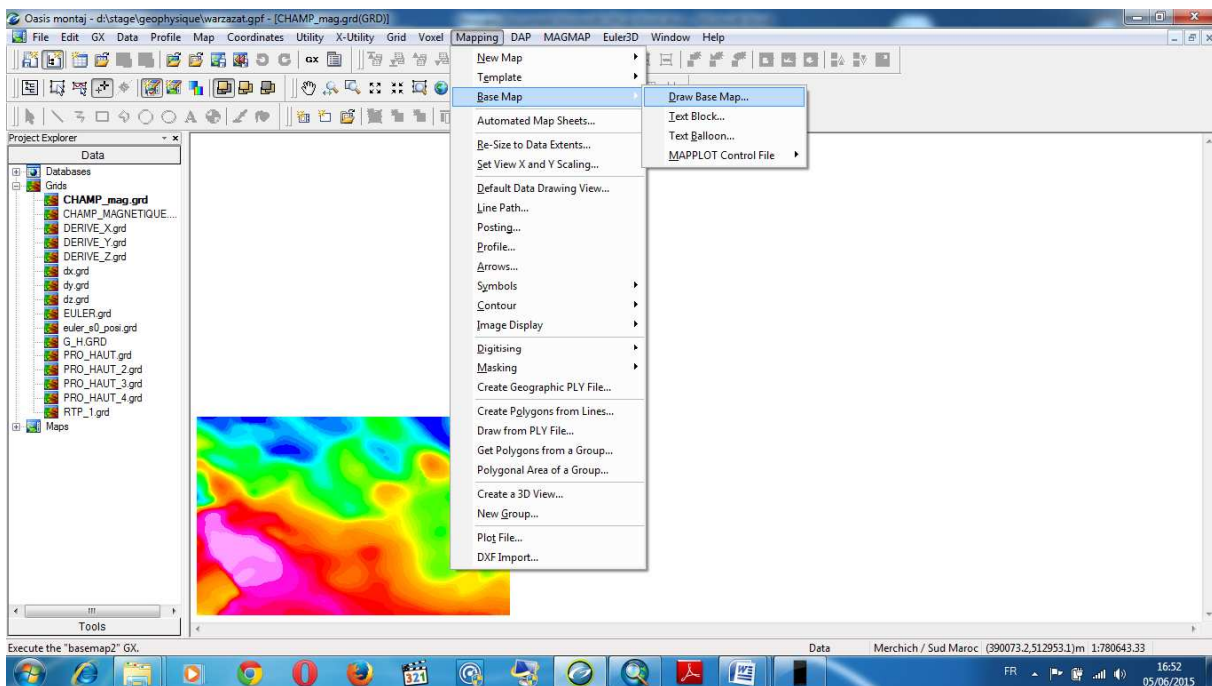 Oasis montaj - d:\stage\geophysique\warzazat.gpf - [CHAMP_mag.grd(GRD)]
File Edit GX Data Profile Map Coordinates Utility X-Utility Grid Voxel Mapping DAP MAGMAP Euler3D Window Help
GX
New Map
Template
Base Map
Automated Map Sheets...
Re-Size to Data Extents...
Set View X and Y Scaling...
Default Data Drawing View...
Line Path...
Posting...
Profile...
Arrows...
Symbols
Contour
Image Display
Digitising
Masking
Create Geographic PLY File...
Create Polygons from Lines...
Draw from PLY File...
Get Polygons from a Group...
Polygonal Area of a Group...
Create a 3D View...
New Group...
Plot File...
DXF Import...
Draw Base Map...
Text Block...
Text Balloon...
MAPPLOT Control File
Project Explorer
Data
Databases
Grids
CHAMP_mag.grd
CHAMP_MAGNETIQUE....
DERIVE_X.grd
DERIVE_Y.grd
DERIVE_Z.grd
dx.grd
dy.grd
dz.grd
EULER.grd
euler_s0_posi.grd
G_H.GRD
PRO_HAUT.grd
PRO_HAUT_2.grd
PRO_HAUT_3.grd
PRO_HAUT_4.grd
RTP_1.grd
Maps
Tools
Execute the "basemap2" GX.
Data
Merchich / Sud Maroc (390073.2,512953.1)m 1:780643.33
321
FR
16:52
05/06/2015